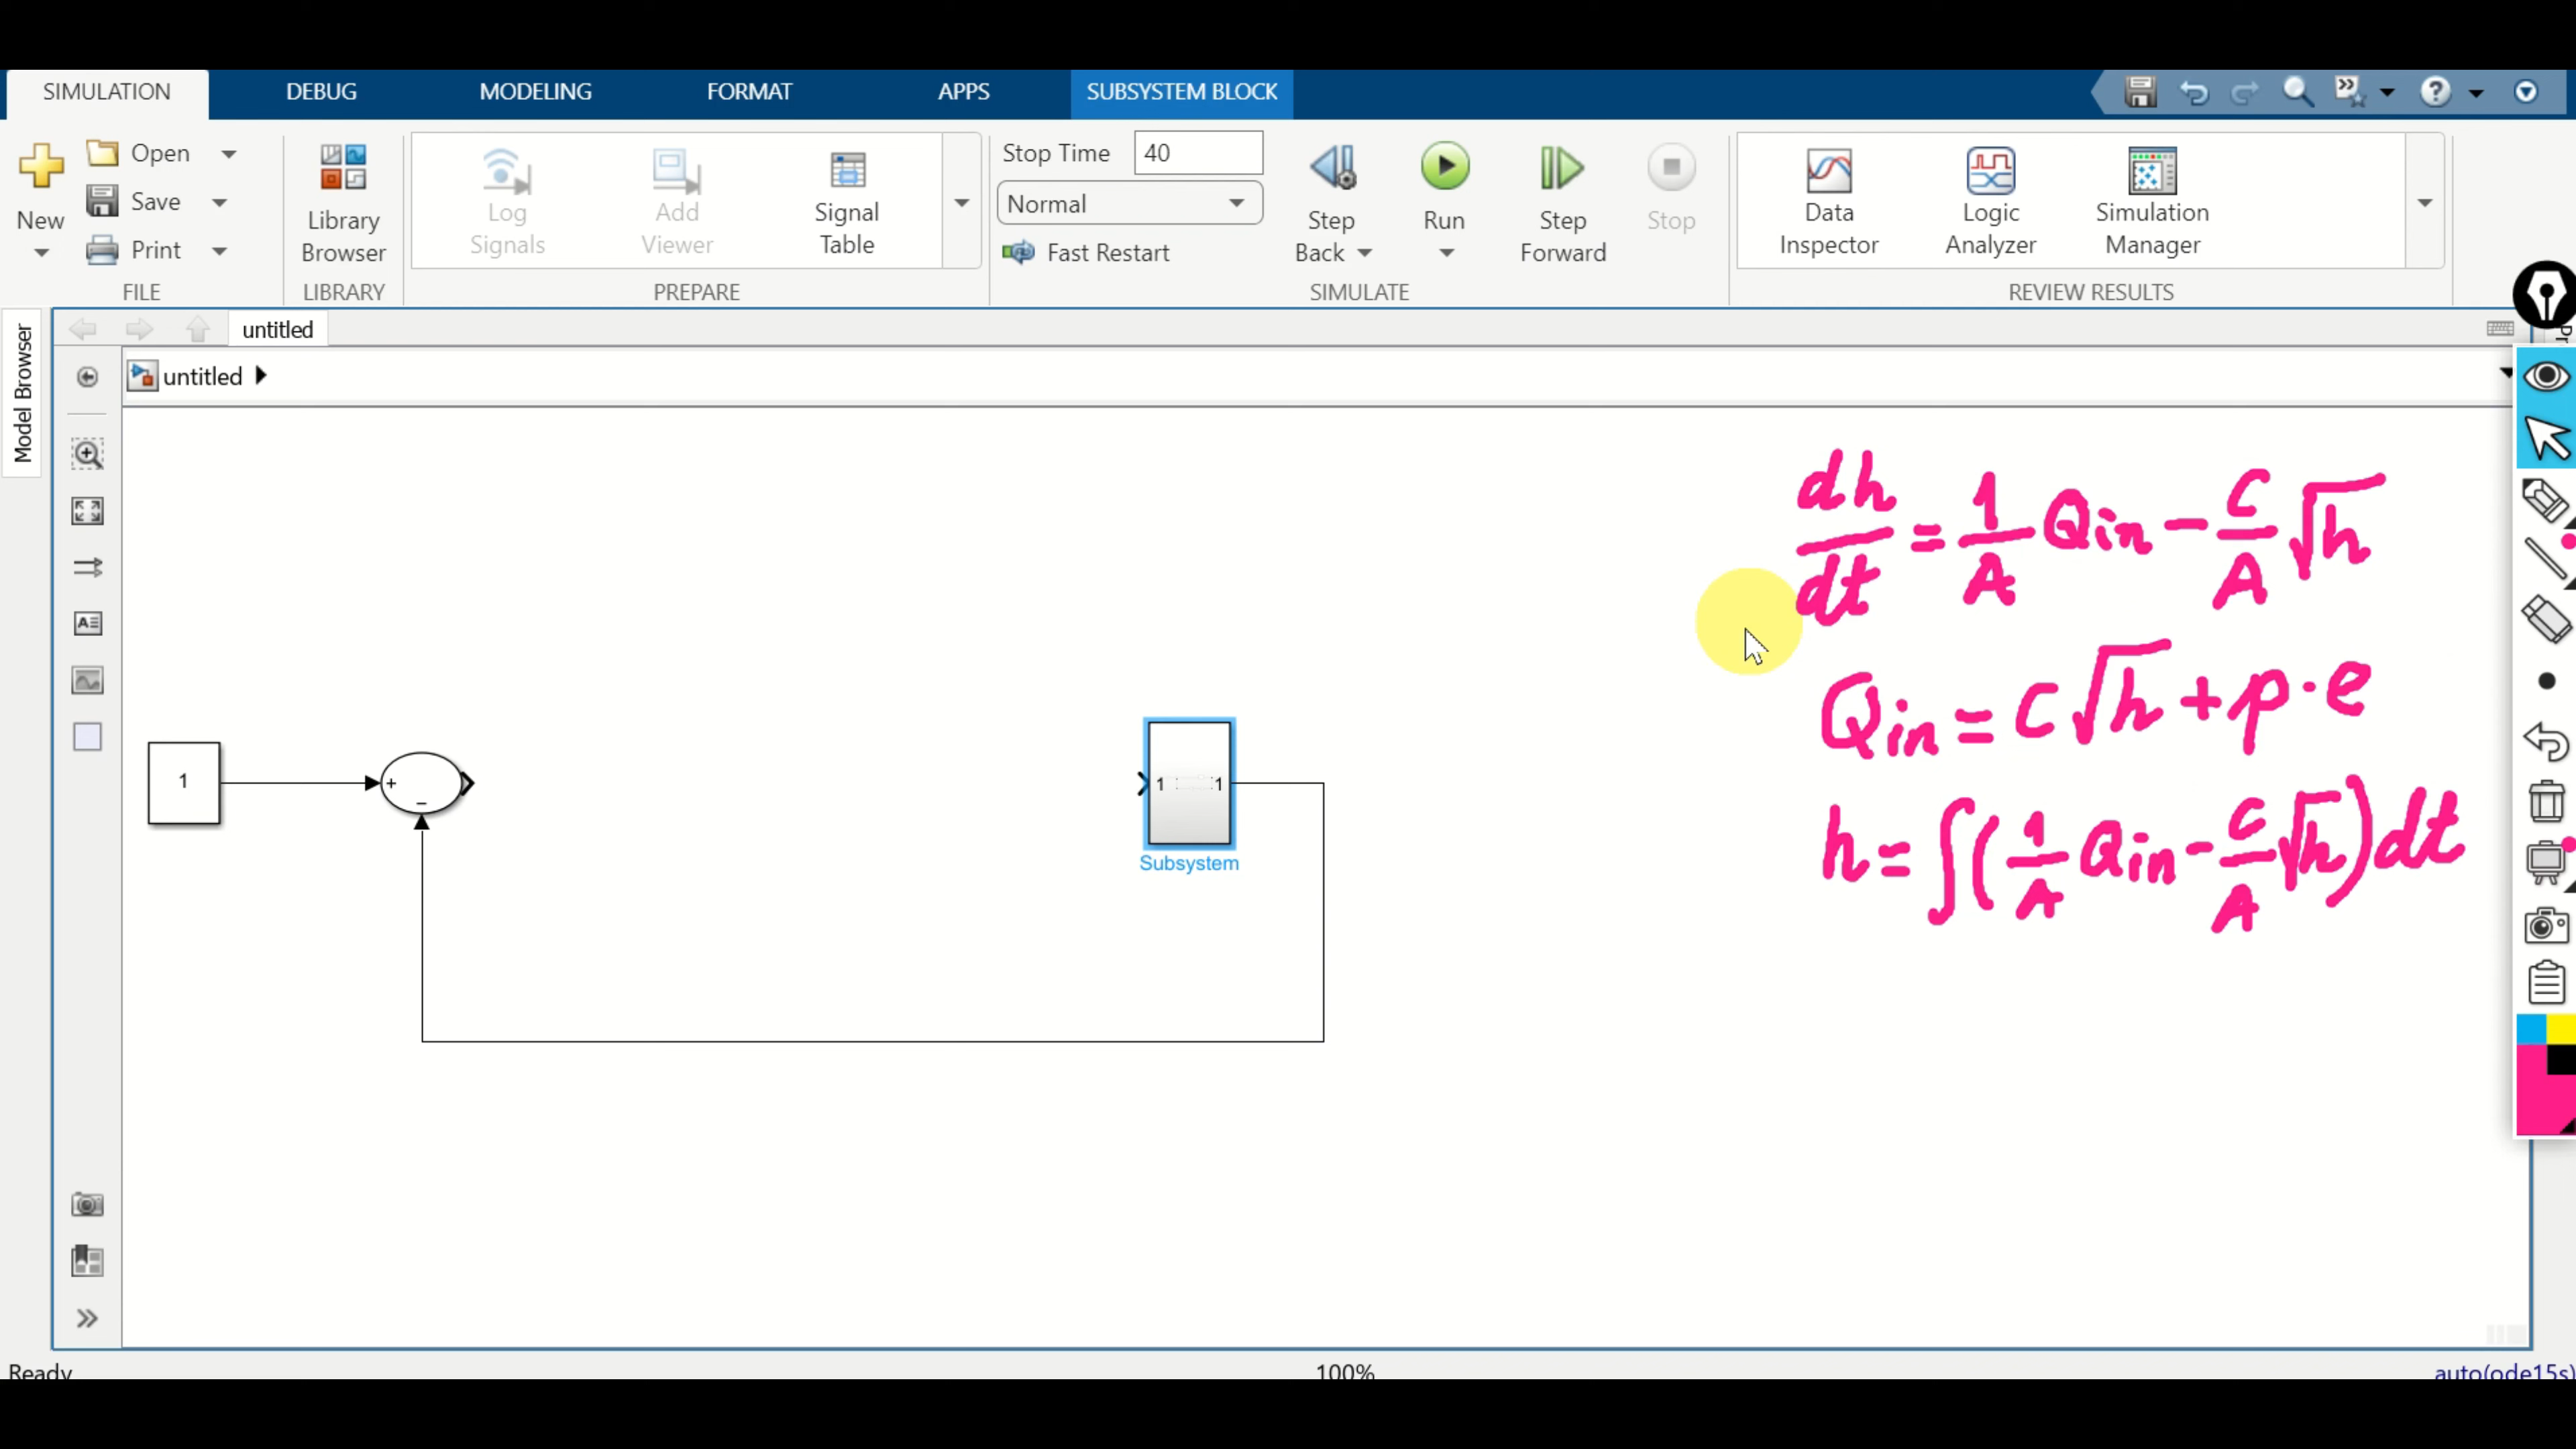 SIMULATION DEBUG MODELING FORMAT APPS SUBSYSTEM BLOCK
New
Open
Save
Print
FILE
Library
Browser
LIBRARY
Log
Signals
Add
Viewer
Signal
Table
PREPARE
Stop Time 40
Normal
Fast Restart
Step
Back
Run
Step
Forward
Stop
SIMULATE
Data
Inspector
Logic
Analyzer
Simulation
Manager
REVIEW RESULTS
Model Browser
untitled
untitled
dh/dt = 1/A Qin - C/A √h
Qin = C √h + p · e
h = ∫( 1/A Qin - C/A √h ) dt
1
+
−
1 1
Subsystem
Ready 100% auto(ode15s)